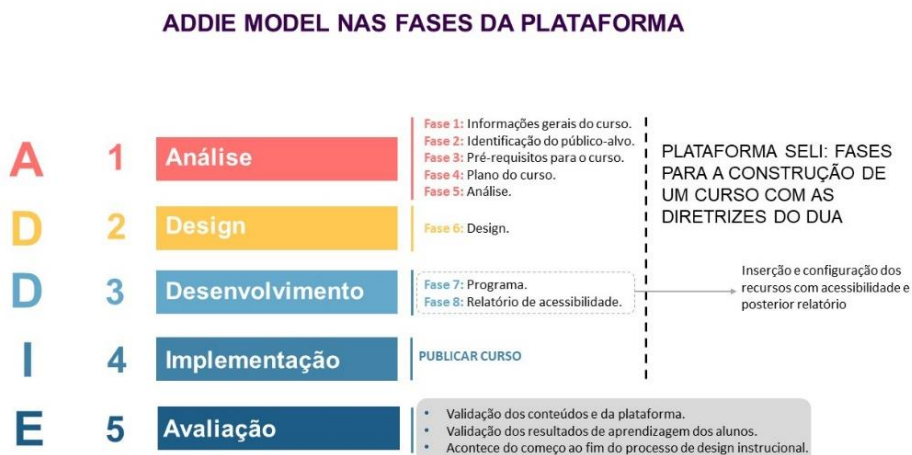 ADDIE MODEL NAS FASES DA PLATAFORMA
A 1 Análise
Fase 1: Informações gerais do curso.
Fase 2: Identificação do público-alvo.
Fase 3: Pré-requisitos para o curso.
Fase 4: Plano do curso.
Fase 5: Análise.
PLATAFORMA SELI: FASES
PARA A CONSTRUÇÃO DE
UM CURSO COM AS
DIRETRIZES DO DUA
D 2 Design
Fase 6: Design.
D 3 Desenvolvimento
Fase 7: Programa.
Fase 8: Relatório de acessibilidade.
Inserção e configuração dos
recursos com acessibilidade e
posterior relatório
I 4 Implementação
PUBLICAR CURSO
E 5 Avaliação
• Validação dos conteúdos e da plataforma.
• Validação dos resultados de aprendizagem dos alunos.
• Acontece do começo ao fim do processo de design instrucional.